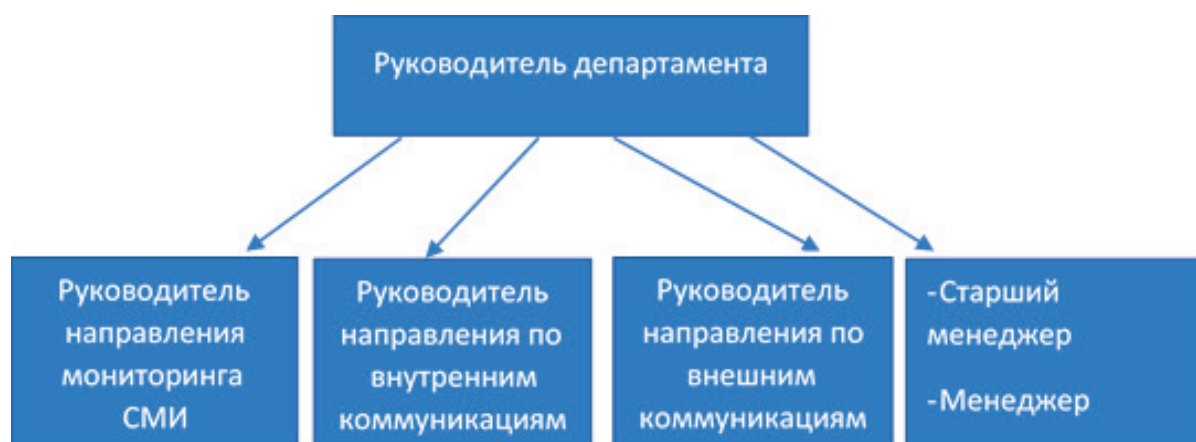 Руководитель департамента
Руководитель
направления
мониторинга
СМИ
Руководитель
направления по
внутренним
коммуникациям
Руководитель
направления по
внешним
коммуникациям
-Старший
менеджер
-Менеджер